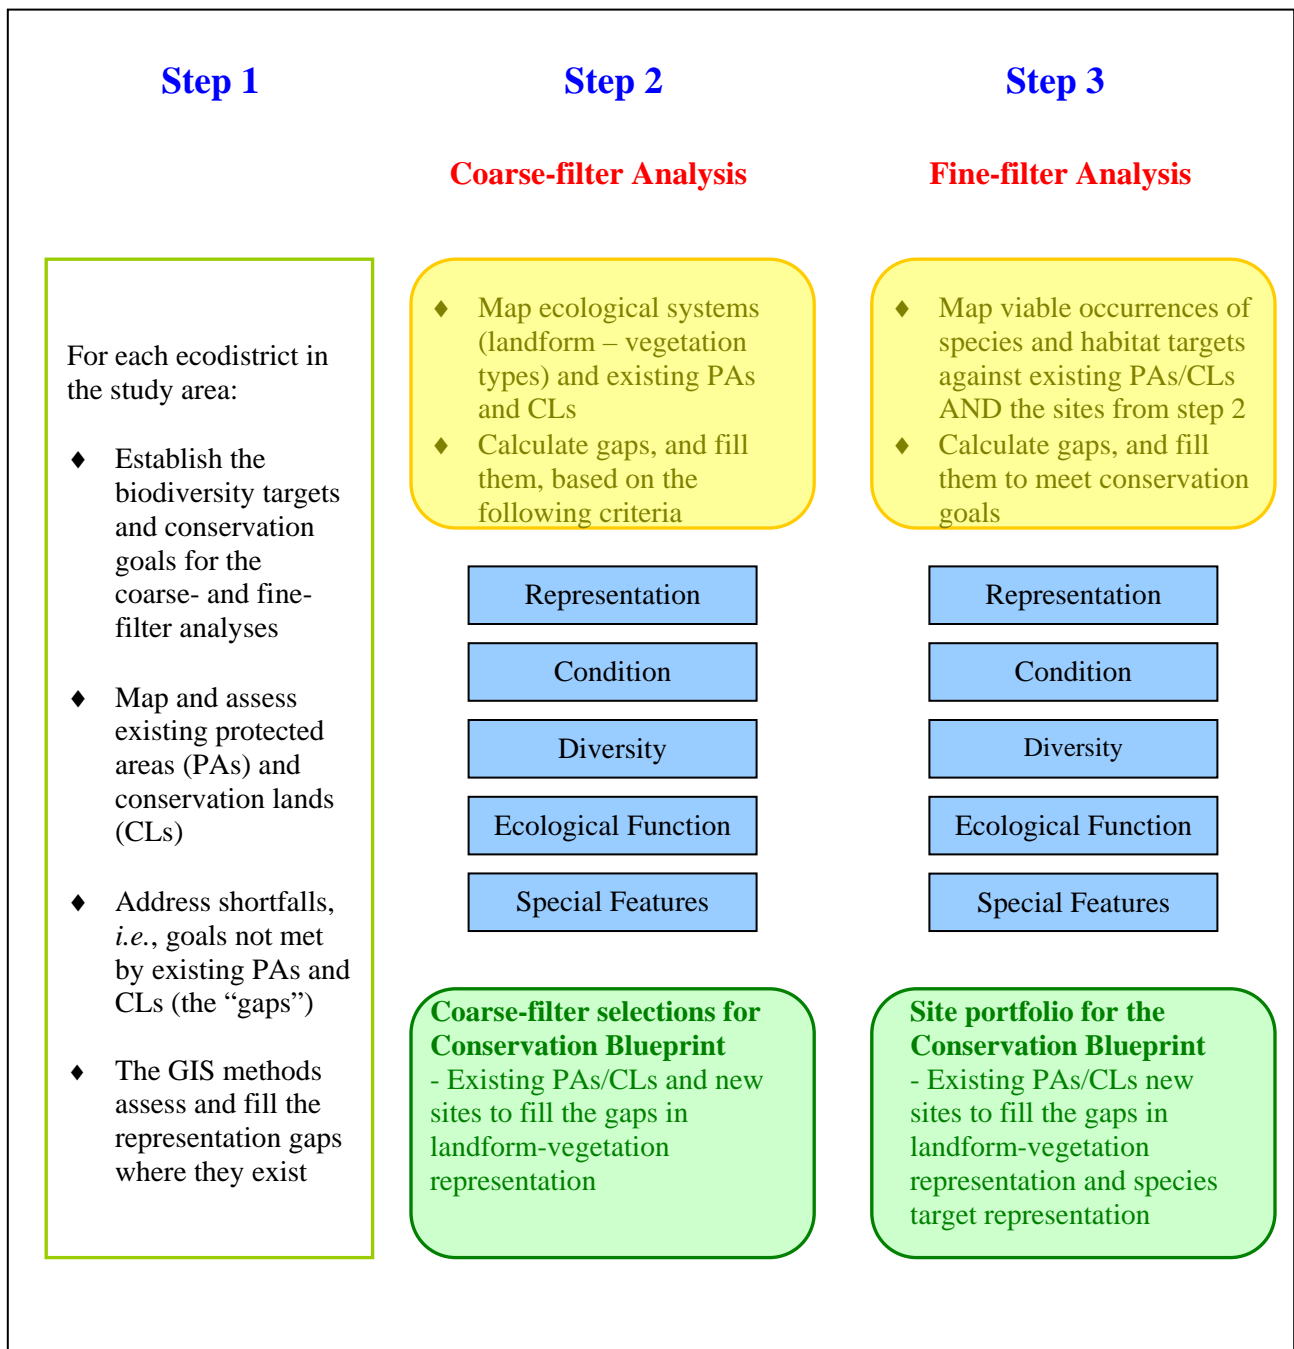 Step 1
For each ecodistrict in
the study area:
♦ Establish the
biodiversity targets
and conservation
goals for the
coarse- and fine-
filter analyses
♦ Map and assess
existing protected
areas (PAs) and
conservation lands
(CLs)
♦ Address shortfalls,
i.e., goals not met
by existing PAs and
CLs (the “gaps”)
♦ The GIS methods
assess and fill the
representation gaps
where they exist
Step 2
Coarse-filter Analysis
♦ Map ecological systems
(landform – vegetation
types) and existing PAs
and CLs
♦ Calculate gaps, and fill
them, based on the
following criteria
Representation
Condition
Diversity
Ecological Function
Special Features
Coarse-filter selections for
Conservation Blueprint
- Existing PAs/CLs and new
sites to fill the gaps in
landform-vegetation
representation
Step 3
Fine-filter Analysis
♦ Map viable occurrences of
species and habitat targets
against existing PAs/CLs
AND the sites from step 2
♦ Calculate gaps, and fill
them to meet conservation
goals
Representation
Condition
Diversity
Ecological Function
Special Features
Site portfolio for the
Conservation Blueprint
- Existing PAs/CLs new
sites to fill the gaps in
landform-vegetation
representation and species
target representation